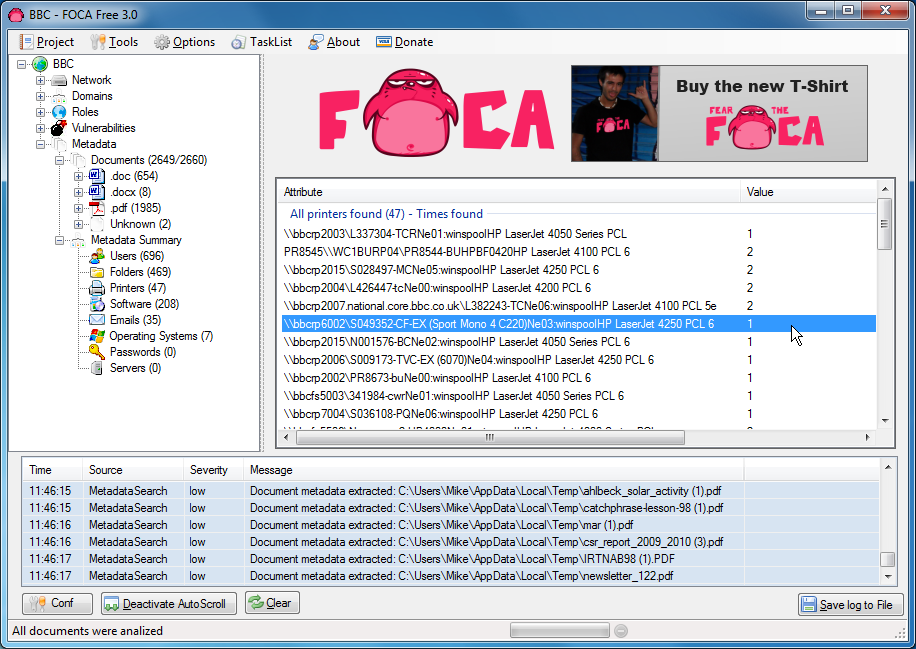 BBC - FOCA Free 3.0
Project Tools Options TaskList About Donate
BBC
Network
Domains
Roles
Vulnerabilities
Metadata
Documents (2649/2660)
.doc (654)
.docx (8)
.pdf (1985)
Unknown (2)
Metadata Summary
Users (696)
Folders (469)
Printers (47)
Software (208)
Emails (35)
Operating Systems (7)
Passwords (0)
Servers (0)
FOCA
FOCA
Buy the new T-Shirt
FEAR THE
FOCA
Attribute Value
All printers found (47) - Times found
\\bbcrp2003\L337304-TCRNe01:winspoolHP LaserJet 4050 Series PCL 1
PR8545\\WC1BURP04\PR8544-BUHPBF0420HP LaserJet 4100 PCL 6 2
\\bbcrp2015\S028497-MCNe05:winspoolHP LaserJet 4250 PCL 6 2
\\bbcrp2004\L426447-tcNe00:winspoolHP LaserJet 4200 PCL 6 2
\\bbcrp2007.national.core.bbc.co.uk\L382243-TCNe06:winspoolHP LaserJet 4100 PCL 5e 2
\\bbcrp6002\S049352-CF-EX (Sport Mono 4 C220)Ne03:winspoolHP LaserJet 4250 PCL 6 1
\\bbcrp2015\N001576-BCNe02:winspoolHP LaserJet 4050 Series PCL 6 1
\\bbcrp2006\S009173-TVC-EX (6070)Ne04:winspoolHP LaserJet 4250 PCL 6 1
\\bbcrp2002\PR8673-buNe00:winspoolHP LaserJet 4100 PCL 6 1
\\bbcfs5003\341984-cwrNe01:winspoolHP LaserJet 4050 Series PCL 6 1
\\bbcrp7004\S036108-PQNe06:winspoolHP LaserJet 4250 PCL 6 1
Time Source Severity Message
11:46:15 MetadataSearch low Document metadata extracted: C:\Users\Mike\AppData\Local\Temp\ahlbeck_solar_activity (1).pdf
11:46:15 MetadataSearch low Document metadata extracted: C:\Users\Mike\AppData\Local\Temp\catchphrase-lesson-98 (1).pdf
11:46:16 MetadataSearch low Document metadata extracted: C:\Users\Mike\AppData\Local\Temp\mar (1).pdf
11:46:16 MetadataSearch low Document metadata extracted: C:\Users\Mike\AppData\Local\Temp\csr_report_2009_2010 (3).pdf
11:46:17 MetadataSearch low Document metadata extracted: C:\Users\Mike\AppData\Local\Temp\IRTNAB98 (1).PDF
11:46:17 MetadataSearch low Document metadata extracted: C:\Users\Mike\AppData\Local\Temp\newsletter_122.pdf
Conf Deactivate AutoScroll Clear Save log to File
All documents were analized